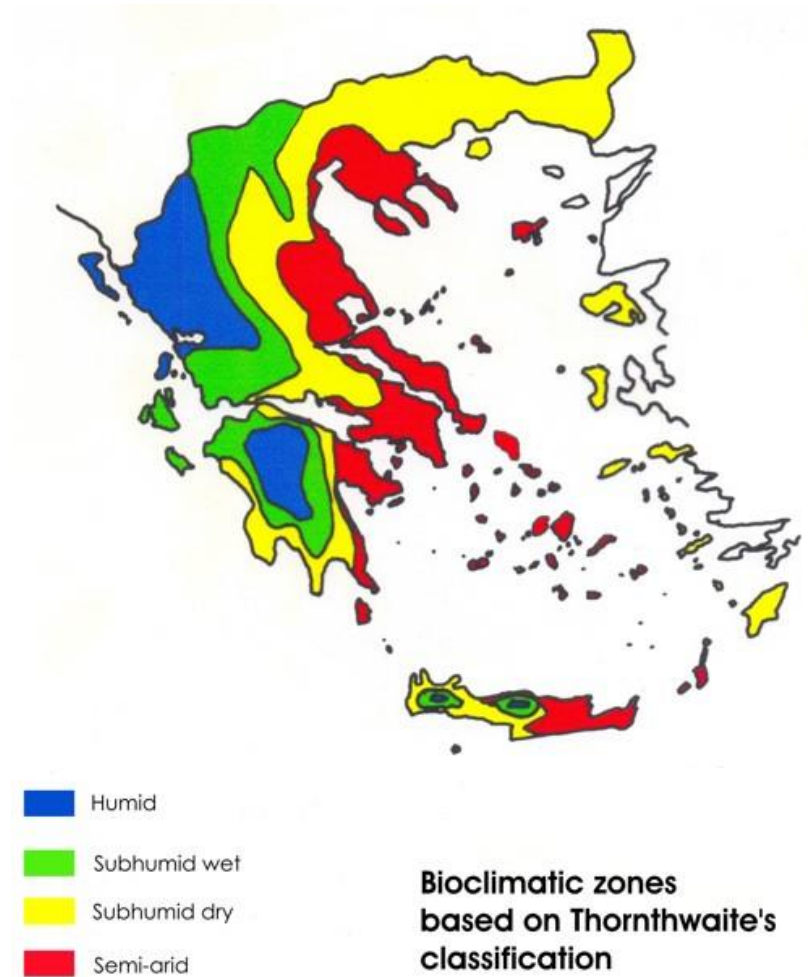 Humid
Subhumid wet
Subhumid dry
Semi-arid
Bioclimatic zones
based on Thornthwaite's
classification